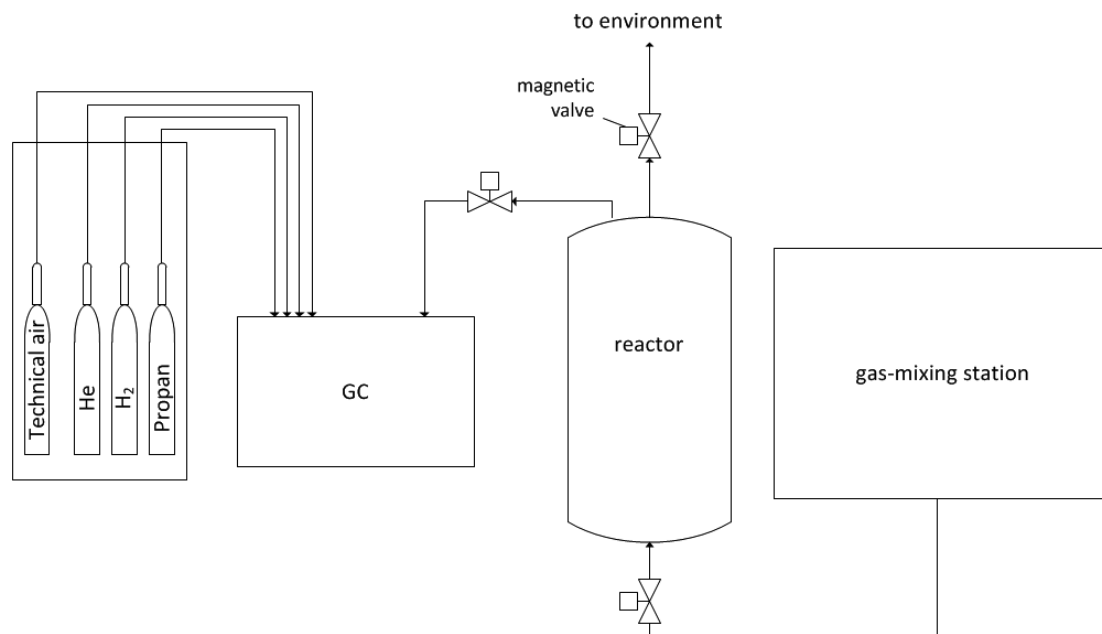 to environment
magnetic
valve
Technical air
He
H₂
Propan
GC
reactor
gas-mixing station